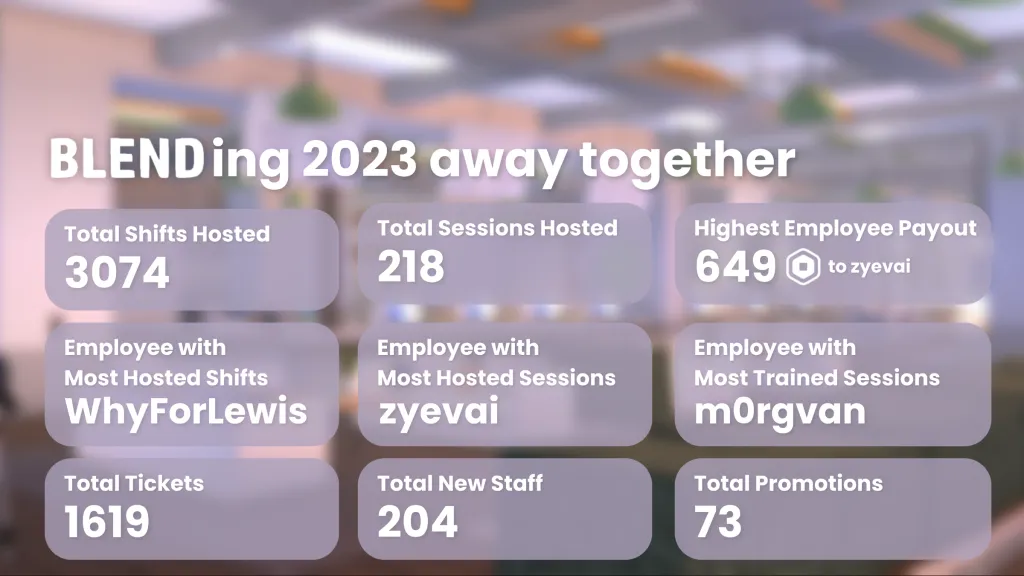 BLENDing 2023 away together
Total Shifts Hosted
3074
Total Sessions Hosted
218
Highest Employee Payout
649 to zyevai
Employee with
Most Hosted Shifts
WhyForLewis
Employee with
Most Hosted Sessions
zyevai
Employee with
Most Trained Sessions
m0rgvan
Total Tickets
1619
Total New Staff
204
Total Promotions
73